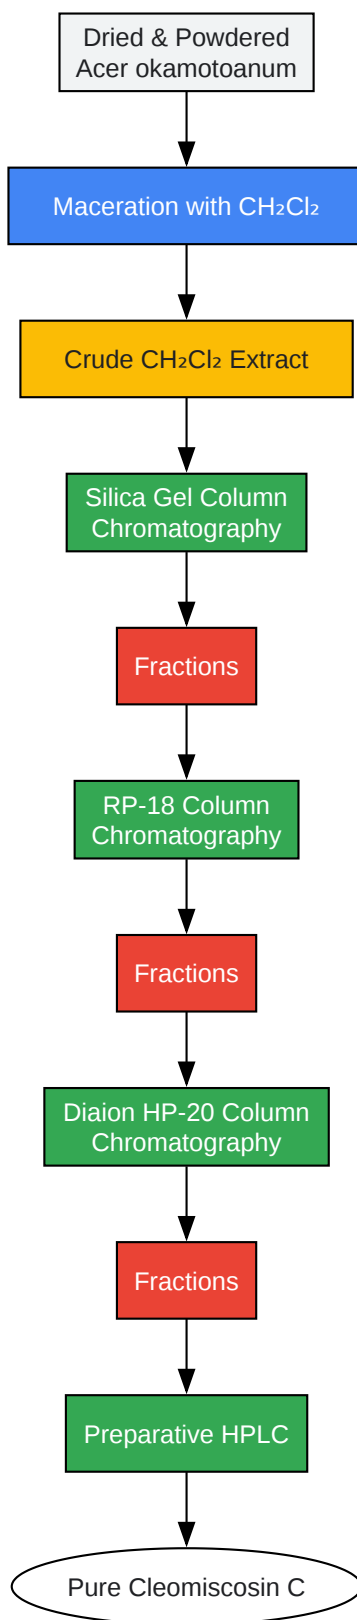 Dried & Powdered
Acer okamotoanum
Maceration with CH₂Cl₂
Crude CH₂Cl₂ Extract
Silica Gel Column
Chromatography
Fractions
RP-18 Column
Chromatography
Fractions
Diaion HP-20 Column
Chromatography
Fractions
Preparative HPLC
Pure Cleomiscosin C